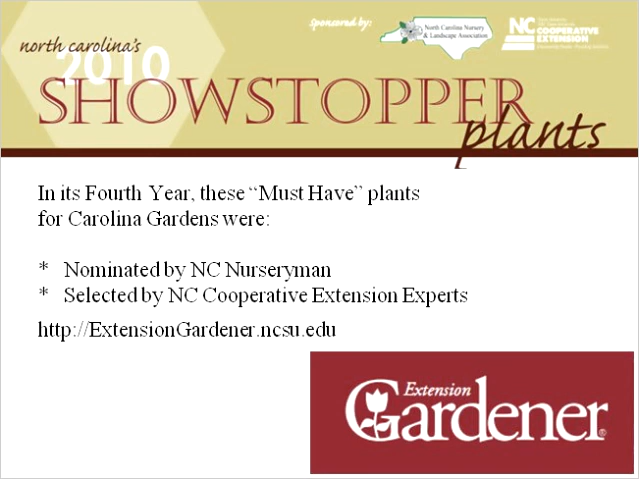 sponsored by:
North Carolina Nursery
& Landscape Association
NC
COOPERATIVE
EXTENSION
north carolina's
2010
SHOWSTOPPER
plants
In its Fourth Year, these “Must Have” plants
for Carolina Gardens were:
* Nominated by NC Nurseryman
* Selected by NC Cooperative Extension Experts
http://ExtensionGardener.ncsu.edu
Extension
Gardener®